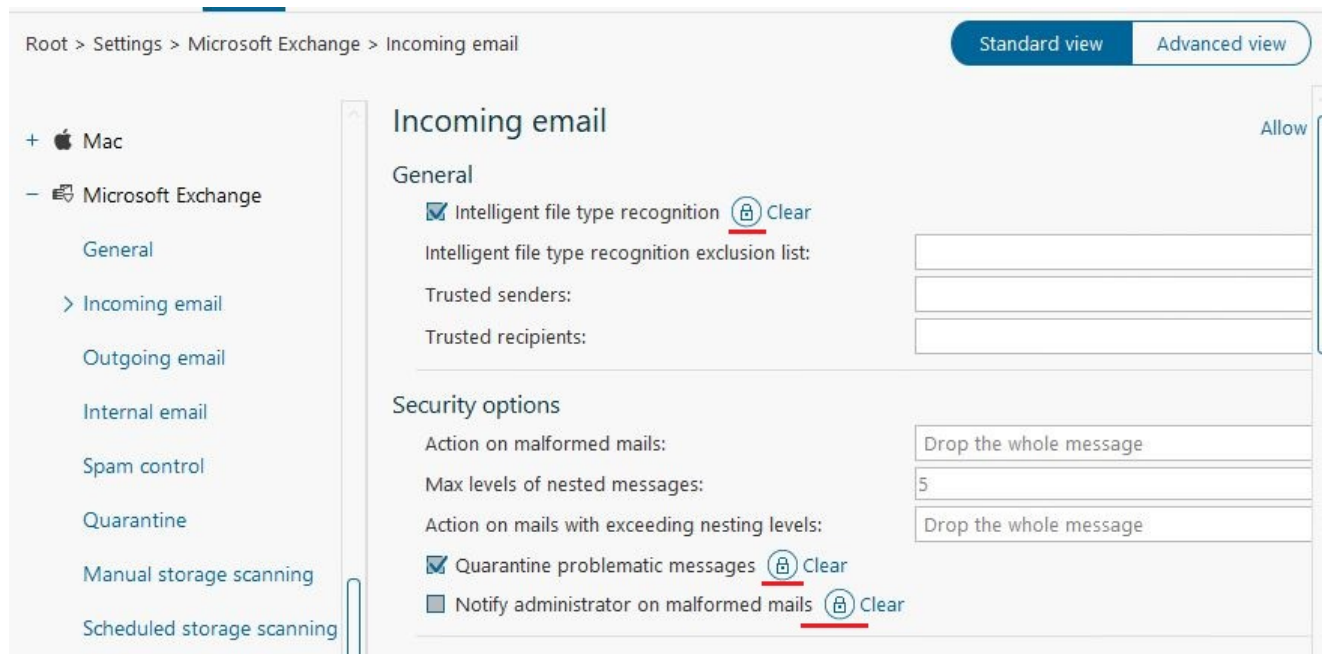 Root > Settings > Microsoft Exchange > Incoming email
Standard view
Advanced view
+ Mac
− Microsoft Exchange
General
> Incoming email
Outgoing email
Internal email
Spam control
Quarantine
Manual storage scanning
Scheduled storage scanning
Incoming email
Allow
General
Intelligent file type recognition Clear
Intelligent file type recognition exclusion list:
Trusted senders:
Trusted recipients:
Security options
Action on malformed mails: Drop the whole message
Max levels of nested messages: 5
Action on mails with exceeding nesting levels: Drop the whole message
Quarantine problematic messages Clear
Notify administrator on malformed mails Clear